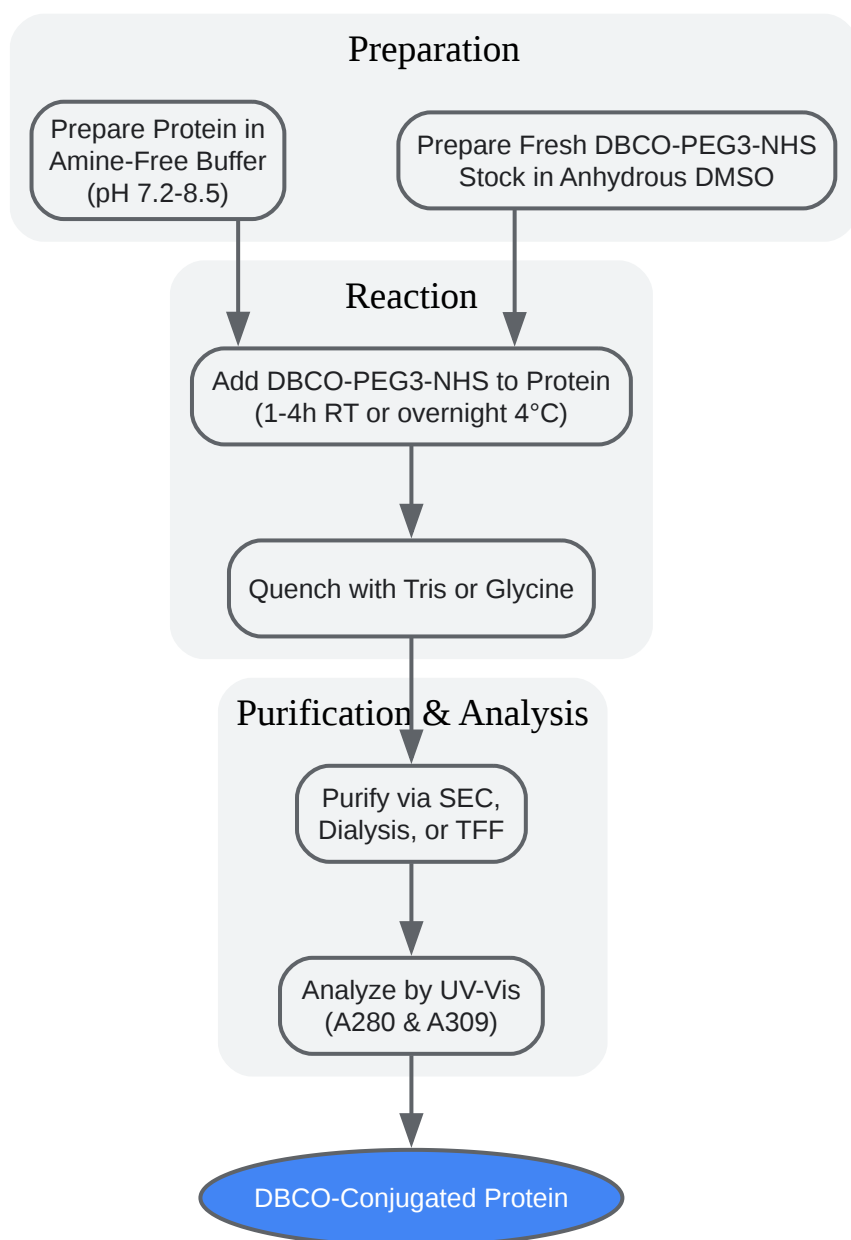 Preparation
Prepare Protein in
Amine-Free Buffer
(pH 7.2-8.5)
Prepare Fresh DBCO-PEG3-NHS
Stock in Anhydrous DMSO
Reaction
Add DBCO-PEG3-NHS to Protein
(1-4h RT or overnight 4°C)
Quench with Tris or Glycine
Purification & Analysis
Purify via SEC,
Dialysis, or TFF
Analyze by UV-Vis
(A280 & A309)
DBCO-Conjugated Protein